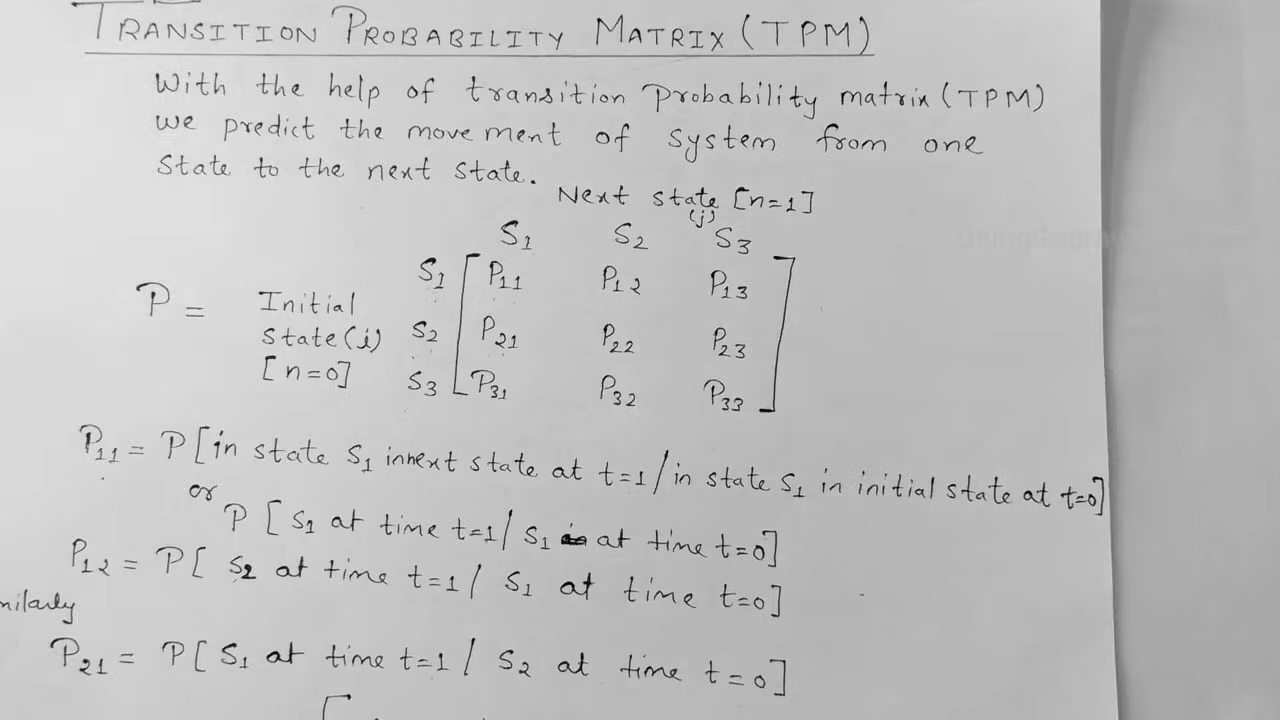 TRANSITION PROBABILITY MATRIX (TPM)
With the help of transition Probability matrix (TPM)
we predict the movement of system from one
State to the next state.
Next state [n=1]
(j)
S1 S2 S3
S1 P11 P12 P13
P = Initial
state(i) S2 P21 P22 P23
[n=0] S3 P31 P32 P33
P11 = P[in state S1 in next state at t=1/in state S1 in initial state at t=0]
or
P [S1 at time t=1/ S1 at time t=0]
P12 = P[ S2 at time t=1/ S1 at time t=0]
P21 = P[ S1 at time t=1 / S2 at time t=0]